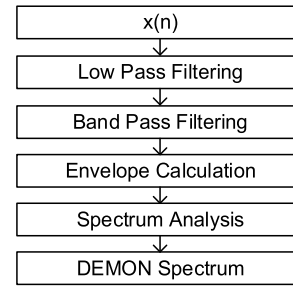 x(n)
Low Pass Filtering
Band Pass Filtering
Envelope Calculation
Spectrum Analysis
DEMON Spectrum